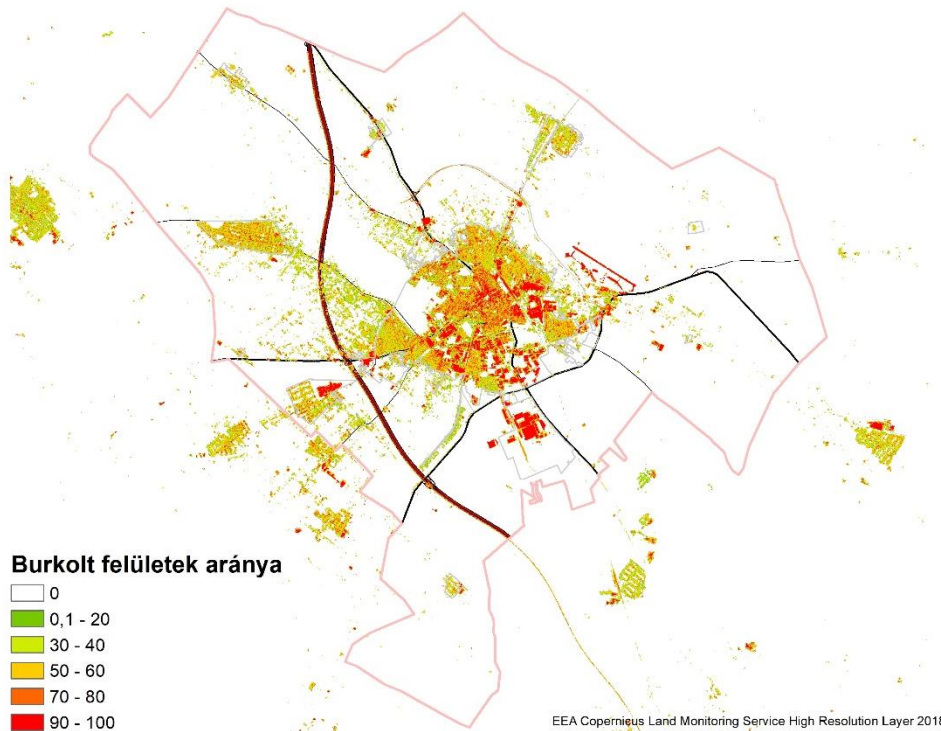 Burkolt felületek aránya
0
0,1 - 20
30 - 40
50 - 60
70 - 80
90 - 100
EEA Copernicus Land Monitoring Service High Resolution Layer 2018